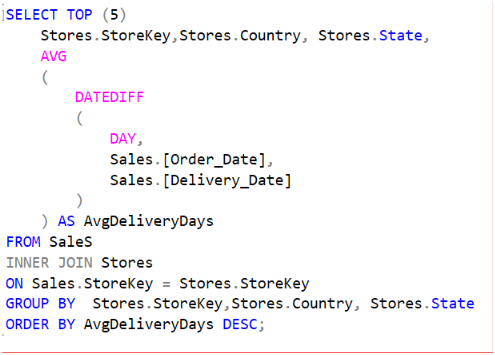 SELECT TOP (5)
Stores.StoreKey,Stores.Country, Stores.State,
AVG
(
DATEDIFF
(
DAY,
Sales.[Order_Date],
Sales.[Delivery_Date]
)
) AS AvgDeliveryDays
FROM SaleS
INNER JOIN Stores
ON Sales.StoreKey = Stores.StoreKey
GROUP BY  Stores.StoreKey,Stores.Country, Stores.State
ORDER BY AvgDeliveryDays DESC;